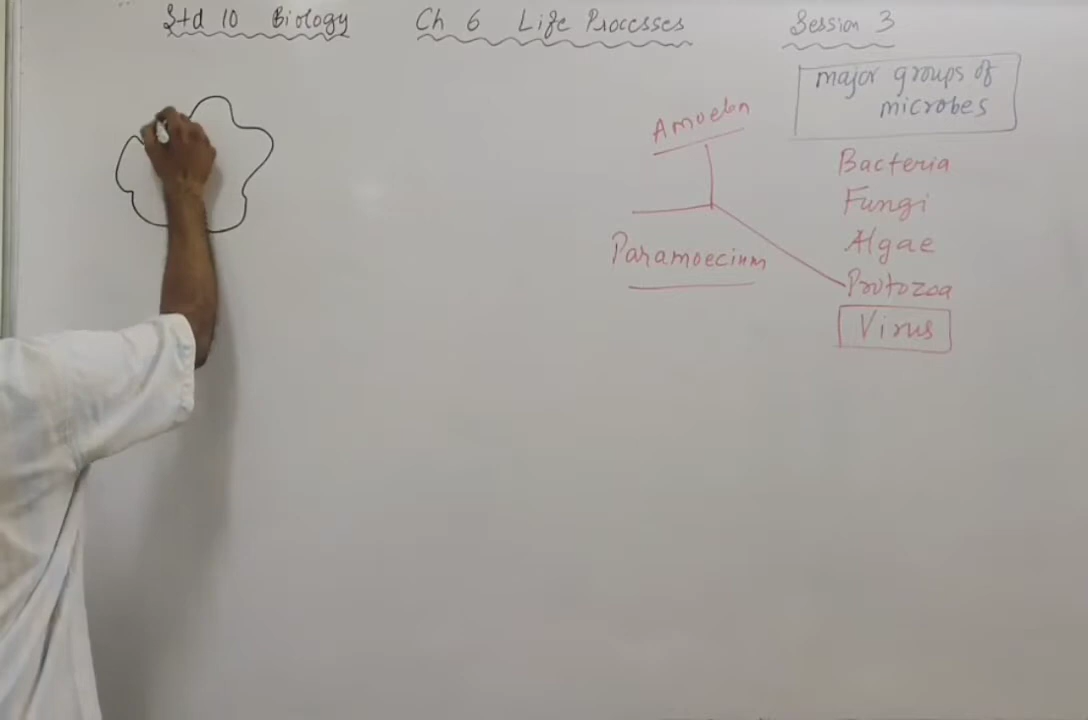 Std 10 Biology Ch 6 Life Processes Session 3
major groups of
microbes
Amoeba
Bacteria
Fungi
Algae
Paramoecium
Protozoa
Virus